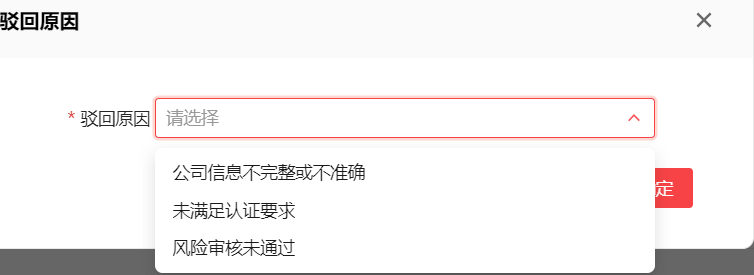 驳回原因
* 驳回原因 请选择
公司信息不完整或不准确
定
未满足认证要求
风险审核未通过